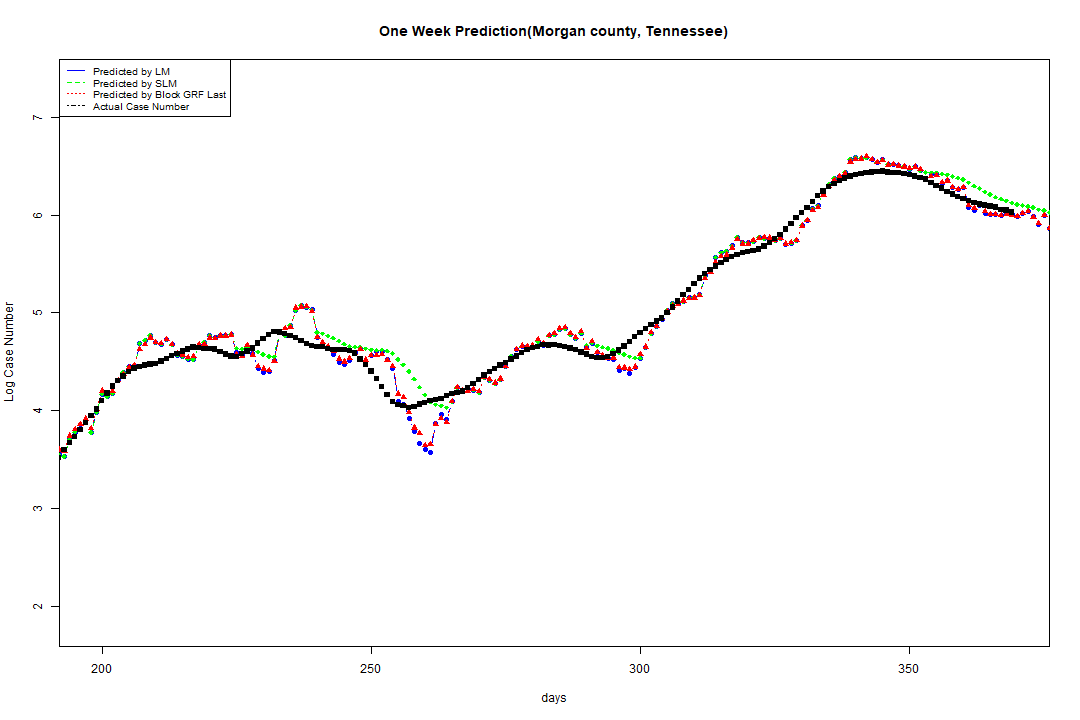 One Week Prediction(Morgan county, Tennessee)
Predicted by LM
Predicted by SLM
Predicted by Block GRF Last
Actual Case Number
7
6
5
4
3
2
Log Case Number
200
250
300
350
days